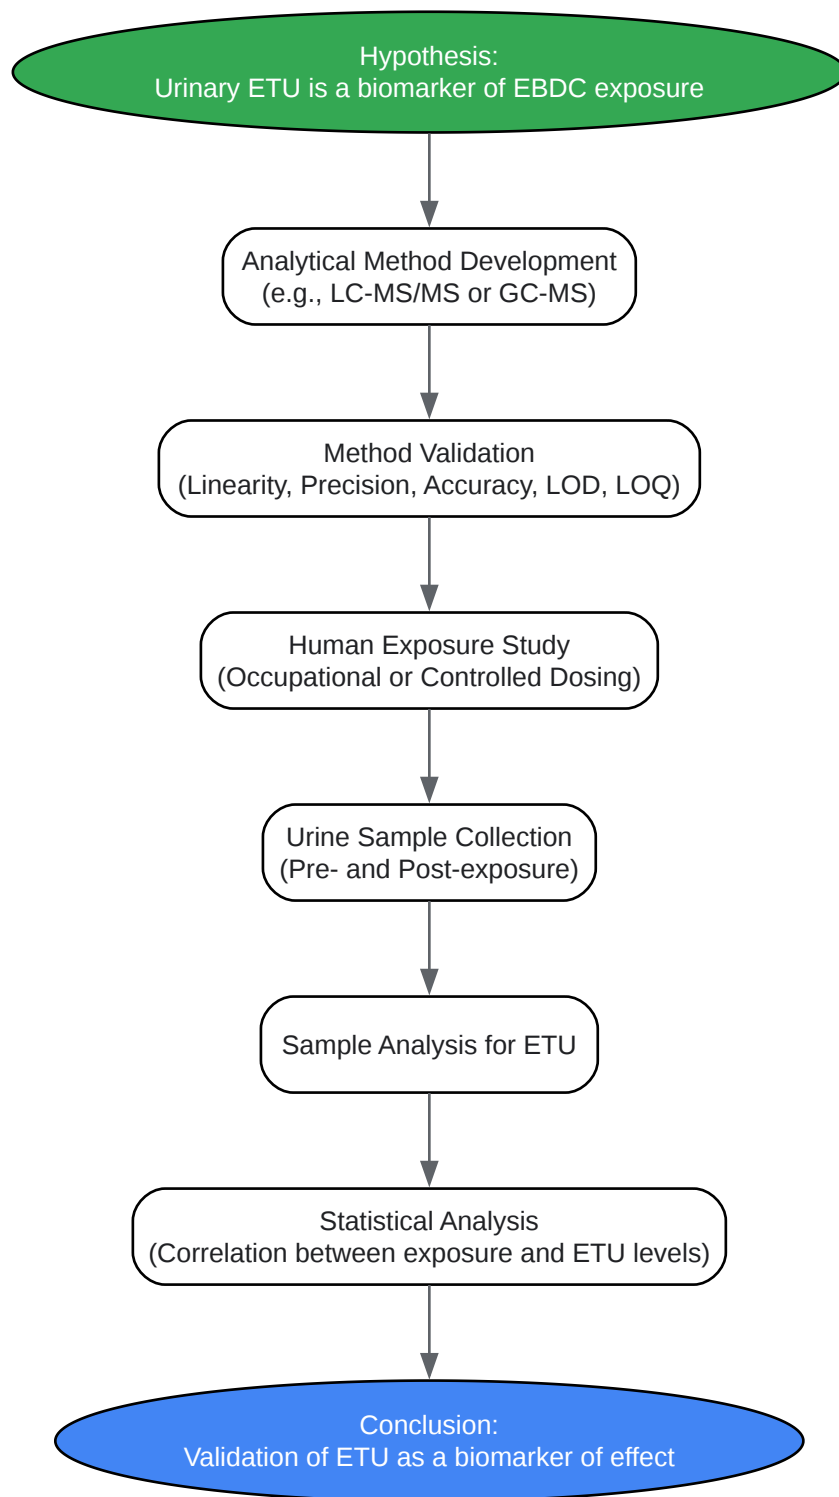 Hypothesis:
Urinary ETU is a biomarker of EBDC exposure
Analytical Method Development
(e.g., LC-MS/MS or GC-MS)
Method Validation
(Linearity, Precision, Accuracy, LOD, LOQ)
Human Exposure Study
(Occupational or Controlled Dosing)
Urine Sample Collection
(Pre- and Post-exposure)
Sample Analysis for ETU
Statistical Analysis
(Correlation between exposure and ETU levels)
Conclusion:
Validation of ETU as a biomarker of effect